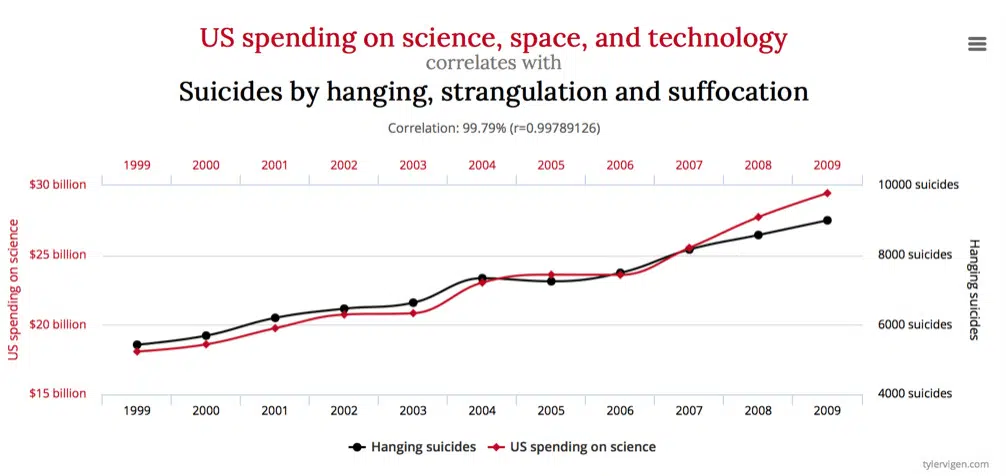 US spending on science, space, and technology
correlates with
Suicides by hanging, strangulation and suffocation
Correlation: 99.79% (r=0.99789126)
1999 2000 2001 2002 2003 2004 2005 2006 2007 2008 2009
$30 billion 10000 suicides
$25 billion 8000 suicides
$20 billion 6000 suicides
$15 billion 4000 suicides
US spending on science
Hanging suicides
1999 2000 2001 2002 2003 2004 2005 2006 2007 2008 2009
Hanging suicides US spending on science
tylervigen.com